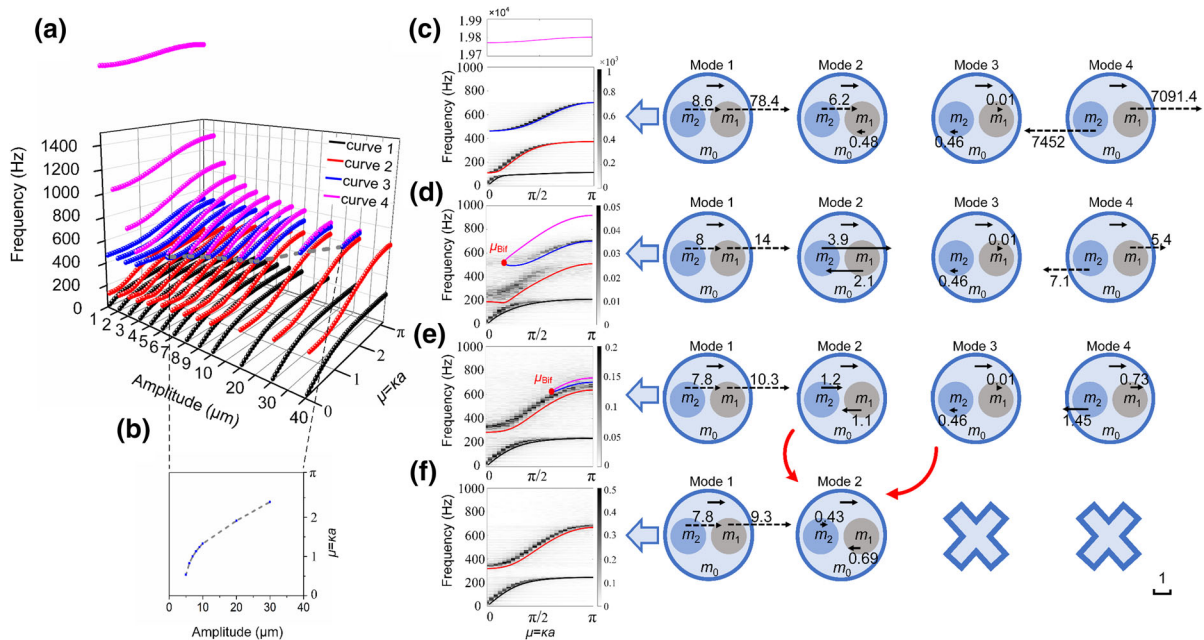 (a)
Frequency (Hz)
1400
1200
1000
800
600
400
200
0
curve 1
curve 2
curve 3
curve 4
1 2 3 4 5 6 7 8 9 10 20 30 40
Amplitude (μm)
0 1 2 π
μ=κa
(b)
π
2
1
0
μ=κa
0 10 20 30 40
Amplitude (μm)
(c)
×10⁴
1.99
1.98
1.97
Frequency (Hz)
1000
800
600
400
200
0
0 π/2 π
×10³
1
0.8
0.6
0.4
0.2
0
Mode 1 Mode 2 Mode 3 Mode 4
8.6 78.4 6.2 0.01 7091.4
m₂ m₁ m₂ m₁ m₂ m₁ m₂ m₁
0.48 0.46 7452
m₀ m₀ m₀ m₀
(d)
Frequency (Hz)
1000
800
600
400
200
0
μBif
0 π/2 π
0.05
0.04
0.03
0.02
0.01
Mode 1 Mode 2 Mode 3 Mode 4
8 14 3.9 0.01 5.4
m₂ m₁ m₂ m₁ m₂ m₁ m₂ m₁
2.1 0.46 7.1
m₀ m₀ m₀ m₀
(e)
Frequency (Hz)
1000
800
600
400
200
0
μBif
0 π/2 π
0.2
0.15
0.1
0.05
0
Mode 1 Mode 2 Mode 3 Mode 4
7.8 10.3 1.2 0.01 0.73
m₂ m₁ m₂ m₁ m₂ m₁ m₂ m₁
1.1 0.46 1.45
m₀ m₀ m₀ m₀
(f)
Frequency (Hz)
1000
800
600
400
200
0
0 π/2 π
μ=κa
0.5
0.4
0.3
0.2
0.1
0
Mode 1 Mode 2
7.8 9.3 0.43
m₂ m₁ m₂ m₁
0.69
m₀ m₀
1